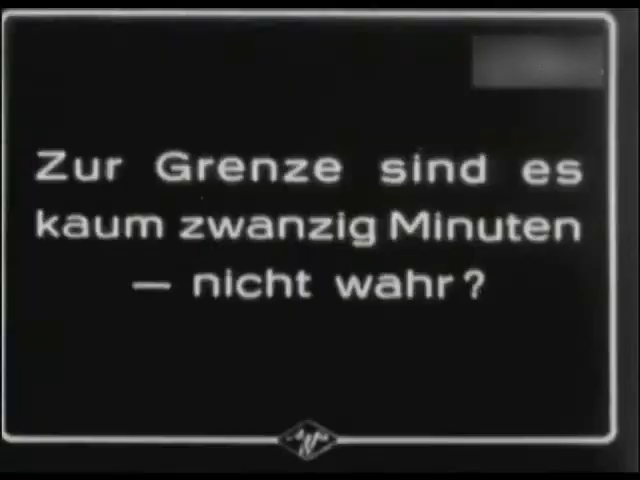 Zur Grenze sind es
kaum zwanzig Minuten
— nicht wahr?